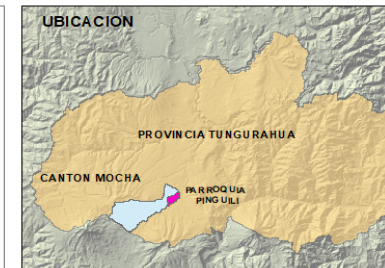 UBICACION
PROVINCIA TUNGURAHUA
CANTON MOCHA
PARROQUIA
PINGUILI